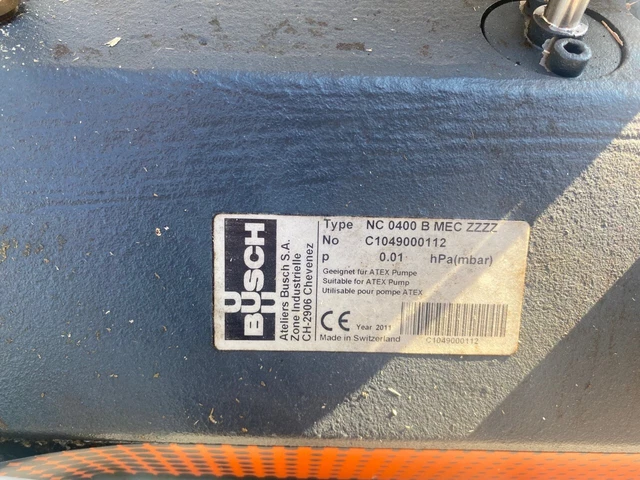 BUSCH
Ateliers Busch S.A.
Zone Industrielle
CH-2906 Chevenez
Type NC 0400 B MEC ZZZZ
No C1049000112
p 0.01 hPa(mbar)
Geeignet für ATEX Pumpe
Suitable for ATEX Pump
Utilisable pour pompe ATEX
CE Year 2011
Made in Switzerland
C1049000112